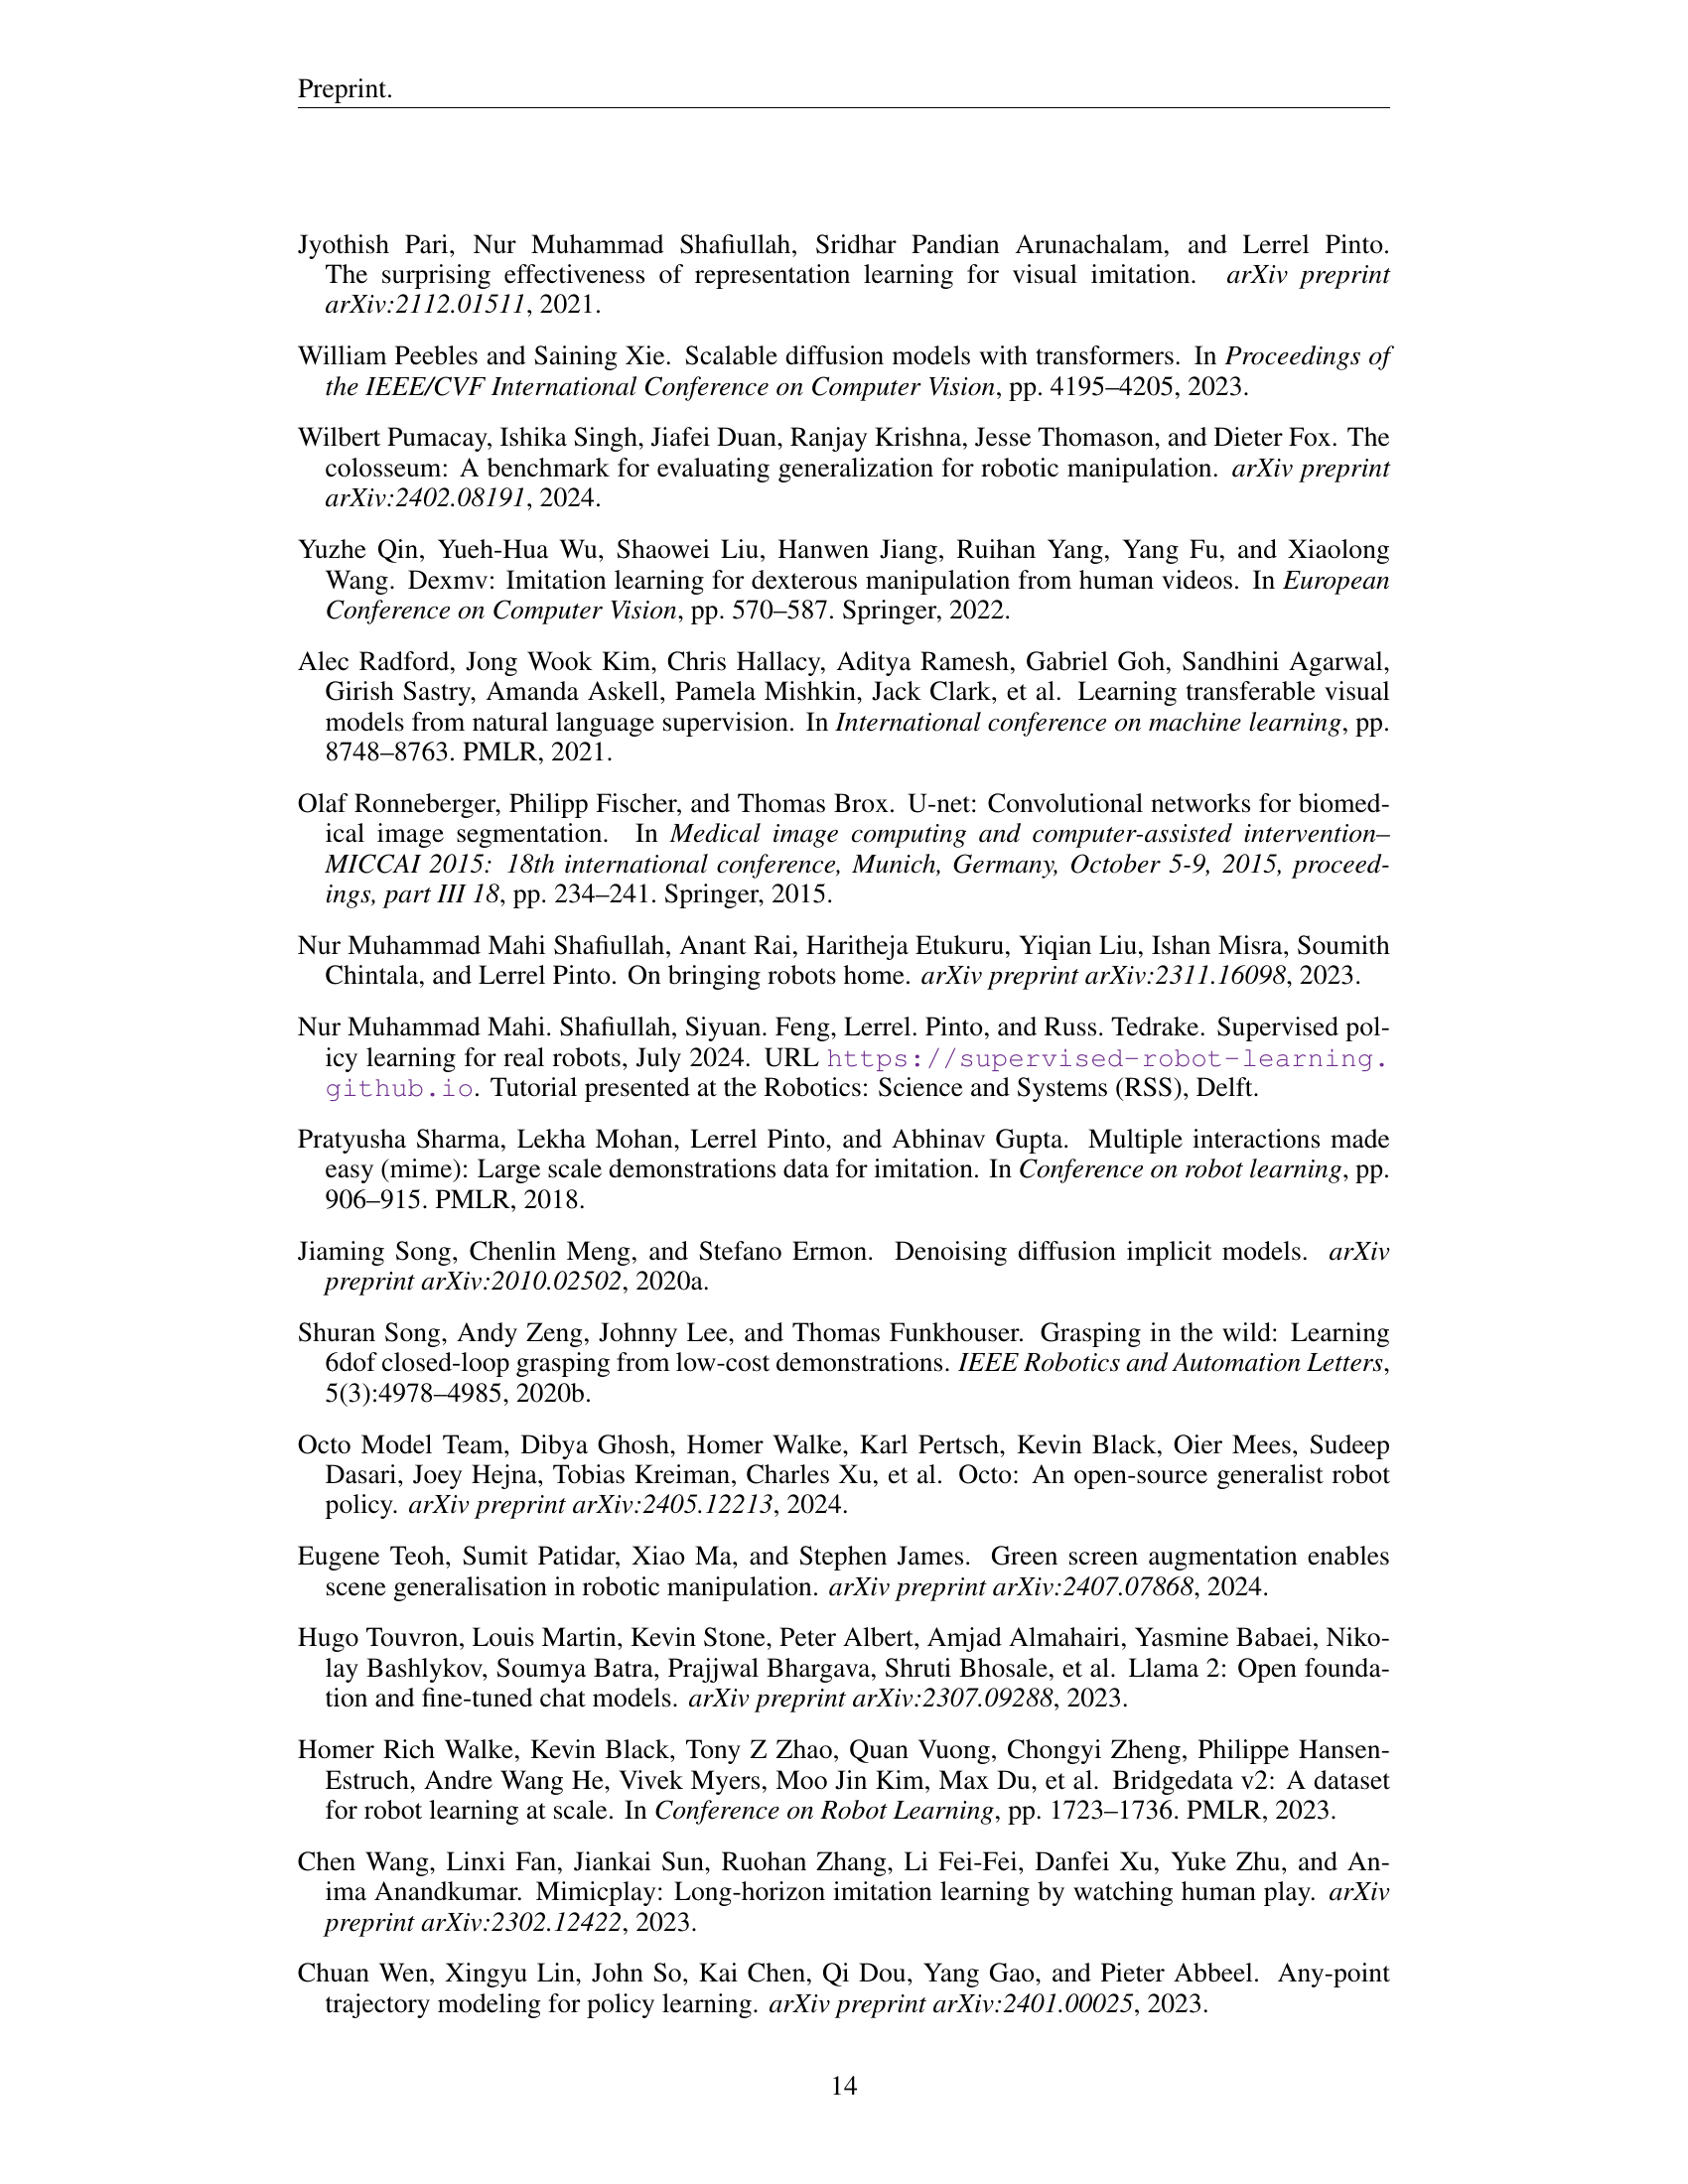 Preprint.
Jyothish Pari, Nur Muhammad Shafiullah, Sridhar Pandian Arunachalam, and Lerrel Pinto.
The surprising effectiveness of representation learning for visual imitation. arXiv preprint
arXiv:2112.01511, 2021.
William Peebles and Saining Xie. Scalable diffusion models with transformers. In Proceedings of
the IEEE/CVF International Conference on Computer Vision, pp. 4195–4205, 2023.
Wilbert Pumacay, Ishika Singh, Jiafei Duan, Ranjay Krishna, Jesse Thomason, and Dieter Fox. The
colosseum: A benchmark for evaluating generalization for robotic manipulation. arXiv preprint
arXiv:2402.08191, 2024.
Yuzhe Qin, Yueh-Hua Wu, Shaowei Liu, Hanwen Jiang, Ruihan Yang, Yang Fu, and Xiaolong
Wang. Dexmv: Imitation learning for dexterous manipulation from human videos. In European
Conference on Computer Vision, pp. 570–587. Springer, 2022.
Alec Radford, Jong Wook Kim, Chris Hallacy, Aditya Ramesh, Gabriel Goh, Sandhini Agarwal,
Girish Sastry, Amanda Askell, Pamela Mishkin, Jack Clark, et al. Learning transferable visual
models from natural language supervision. In International conference on machine learning, pp.
8748–8763. PMLR, 2021.
Olaf Ronneberger, Philipp Fischer, and Thomas Brox. U-net: Convolutional networks for biomed-
ical image segmentation. In Medical image computing and computer-assisted intervention–
MICCAI 2015: 18th international conference, Munich, Germany, October 5-9, 2015, proceed-
ings, part III 18, pp. 234–241. Springer, 2015.
Nur Muhammad Mahi Shafiullah, Anant Rai, Haritheja Etukuru, Yiqian Liu, Ishan Misra, Soumith
Chintala, and Lerrel Pinto. On bringing robots home. arXiv preprint arXiv:2311.16098, 2023.
Nur Muhammad Mahi. Shafiullah, Siyuan. Feng, Lerrel. Pinto, and Russ. Tedrake. Supervised pol-
icy learning for real robots, July 2024. URL https://supervised-robot-learning.
github.io. Tutorial presented at the Robotics: Science and Systems (RSS), Delft.
Pratyusha Sharma, Lekha Mohan, Lerrel Pinto, and Abhinav Gupta. Multiple interactions made
easy (mime): Large scale demonstrations data for imitation. In Conference on robot learning, pp.
906–915. PMLR, 2018.
Jiaming Song, Chenlin Meng, and Stefano Ermon. Denoising diffusion implicit models. arXiv
preprint arXiv:2010.02502, 2020a.
Shuran Song, Andy Zeng, Johnny Lee, and Thomas Funkhouser. Grasping in the wild: Learning
6dof closed-loop grasping from low-cost demonstrations. IEEE Robotics and Automation Letters,
5(3):4978–4985, 2020b.
Octo Model Team, Dibya Ghosh, Homer Walke, Karl Pertsch, Kevin Black, Oier Mees, Sudeep
Dasari, Joey Hejna, Tobias Kreiman, Charles Xu, et al. Octo: An open-source generalist robot
policy. arXiv preprint arXiv:2405.12213, 2024.
Eugene Teoh, Sumit Patidar, Xiao Ma, and Stephen James. Green screen augmentation enables
scene generalisation in robotic manipulation. arXiv preprint arXiv:2407.07868, 2024.
Hugo Touvron, Louis Martin, Kevin Stone, Peter Albert, Amjad Almahairi, Yasmine Babaei, Niko-
lay Bashlykov, Soumya Batra, Prajjwal Bhargava, Shruti Bhosale, et al. Llama 2: Open founda-
tion and fine-tuned chat models. arXiv preprint arXiv:2307.09288, 2023.
Homer Rich Walke, Kevin Black, Tony Z Zhao, Quan Vuong, Chongyi Zheng, Philippe Hansen-
Estruch, Andre Wang He, Vivek Myers, Moo Jin Kim, Max Du, et al. Bridgedata v2: A dataset
for robot learning at scale. In Conference on Robot Learning, pp. 1723–1736. PMLR, 2023.
Chen Wang, Linxi Fan, Jiankai Sun, Ruohan Zhang, Li Fei-Fei, Danfei Xu, Yuke Zhu, and An-
ima Anandkumar. Mimicplay: Long-horizon imitation learning by watching human play. arXiv
preprint arXiv:2302.12422, 2023.
Chuan Wen, Xingyu Lin, John So, Kai Chen, Qi Dou, Yang Gao, and Pieter Abbeel. Any-point
trajectory modeling for policy learning. arXiv preprint arXiv:2401.00025, 2023.
14